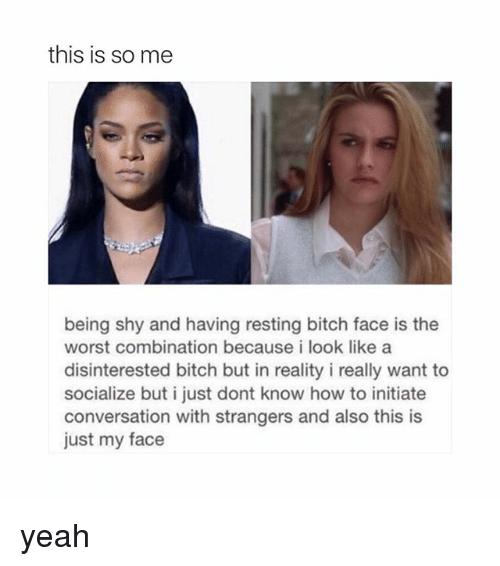 this is so me
being shy and having resting bitch face is the
worst combination because i look like a
disinterested bitch but in reality i really want to
socialize but i just dont know how to initiate
conversation with strangers and also this is
just my face
yeah